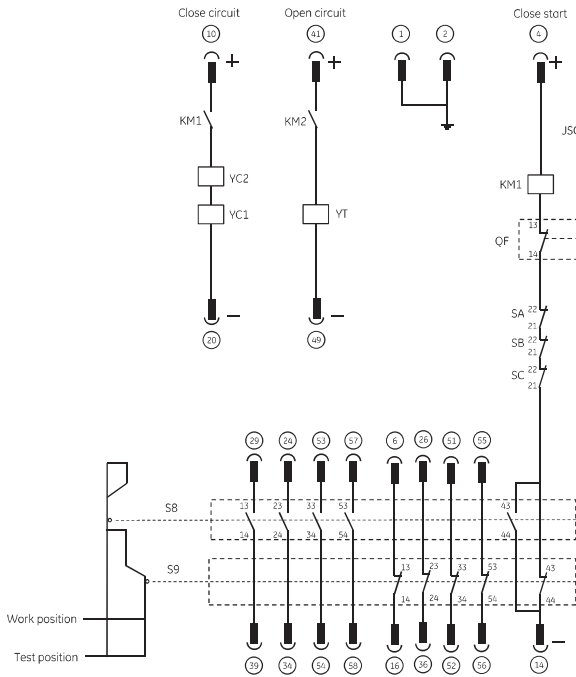 Close circuit Open circuit Close start
10 41 1 2 4
+ + +
KM1 KM2
YC2
YC1 YT KM1
13
QF
14
SA 22
21
SB 22
21
SC 22
21
− −
20 49
29 24 53 57 6 26 51 55
S8 13 23 33 53 43
14 24 34 54 44
S9 13 23 33 53 43
14 24 34 54 44
Work position
Test position
−
39 34 54 58 16 36 52 56 14